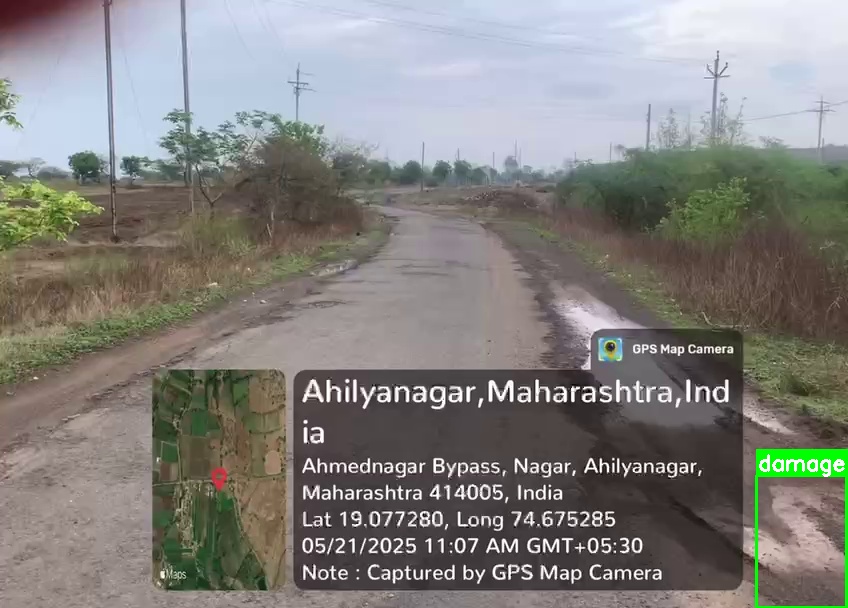 GPS Map Camera
Ahilyanagar,Maharashtra,Ind
ia
Ahmednagar Bypass, Nagar, Ahilyanagar,
Maharashtra 414005, India
Lat 19.077280, Long 74.675285
05/21/2025 11:07 AM GMT+05:30
Note : Captured by GPS Map Camera
Maps
damage